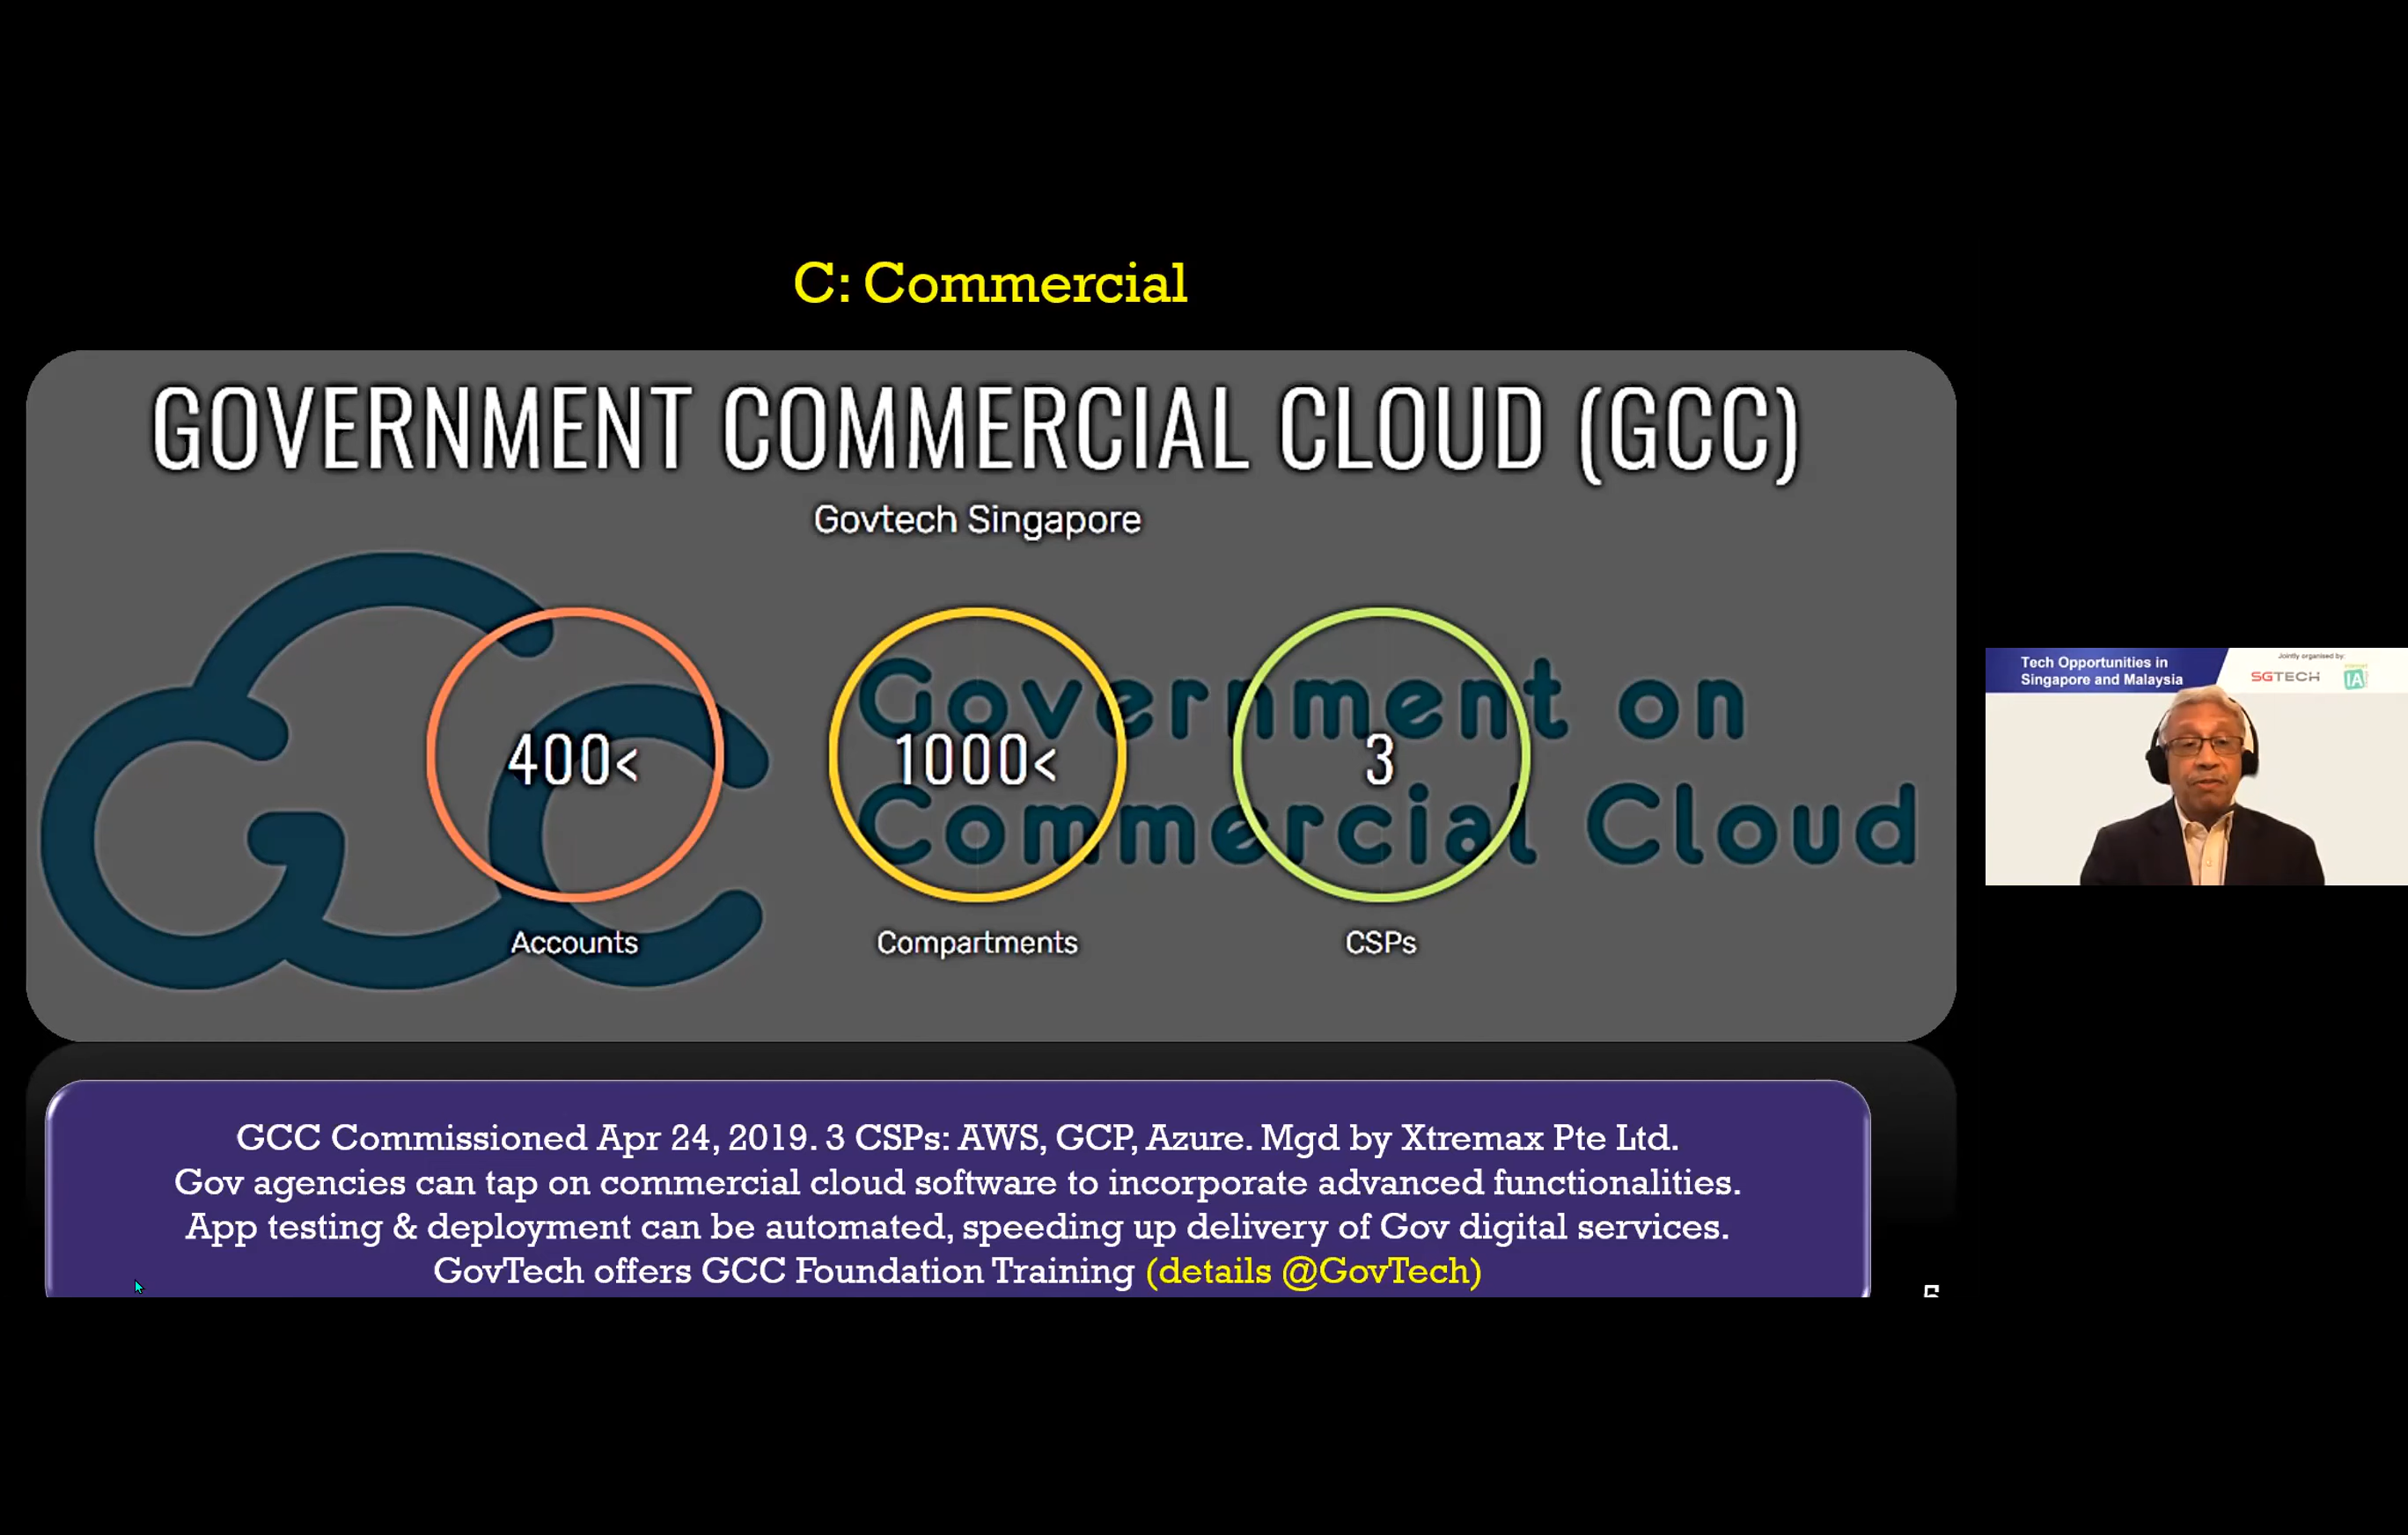 C: Commercial
GOVERNMENT COMMERCIAL CLOUD (GCC)
Govtech Singapore
GCC
Government on
Commercial Cloud
400<
1000<
3
Accounts
Compartments
CSPs
GCC Commissioned Apr 24, 2019. 3 CSPs: AWS, GCP, Azure. Mgd by Xtremax Pte Ltd.
Gov agencies can tap on commercial cloud software to incorporate advanced functionalities.
App testing & deployment can be automated, speeding up delivery of Gov digital services.
GovTech offers GCC Foundation Training (details @GovTech)
Tech Opportunities in
Singapore and Malaysia
Jointly organised by:
SGTECH
IA